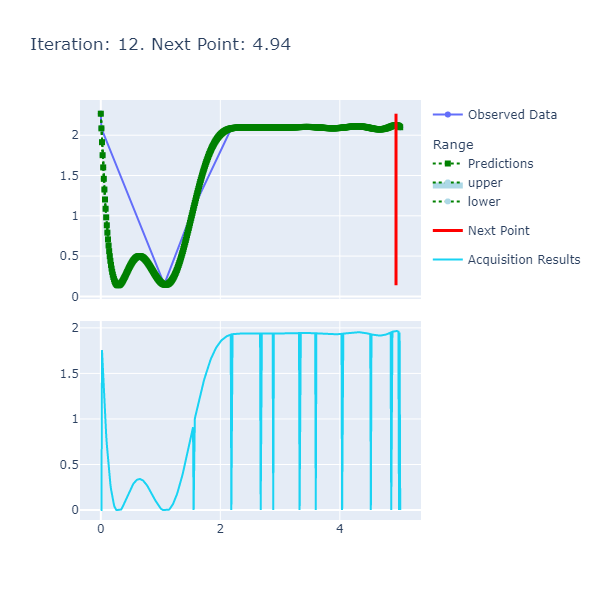 Iteration: 12. Next Point: 4.94
2
1.5
1
0.5
0
Observed Data
Range
Predictions
upper
lower
Next Point
Acquisition Results
2
1.5
1
0.5
0
0
2
4